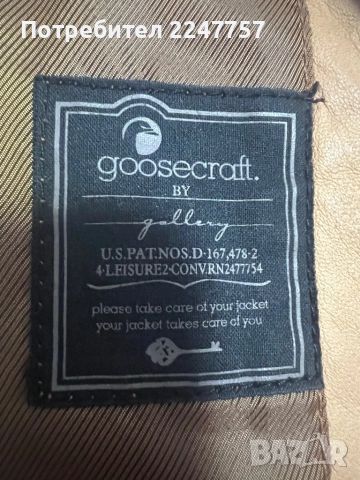 Потребител 2247757
goosecraft.
BY
gallery
U.S.PAT.NOS.D·167,478·2
4·LEISURE2·CONV.RN2477754
please take care of your jacket
your jacket takes care of you
BAZAR